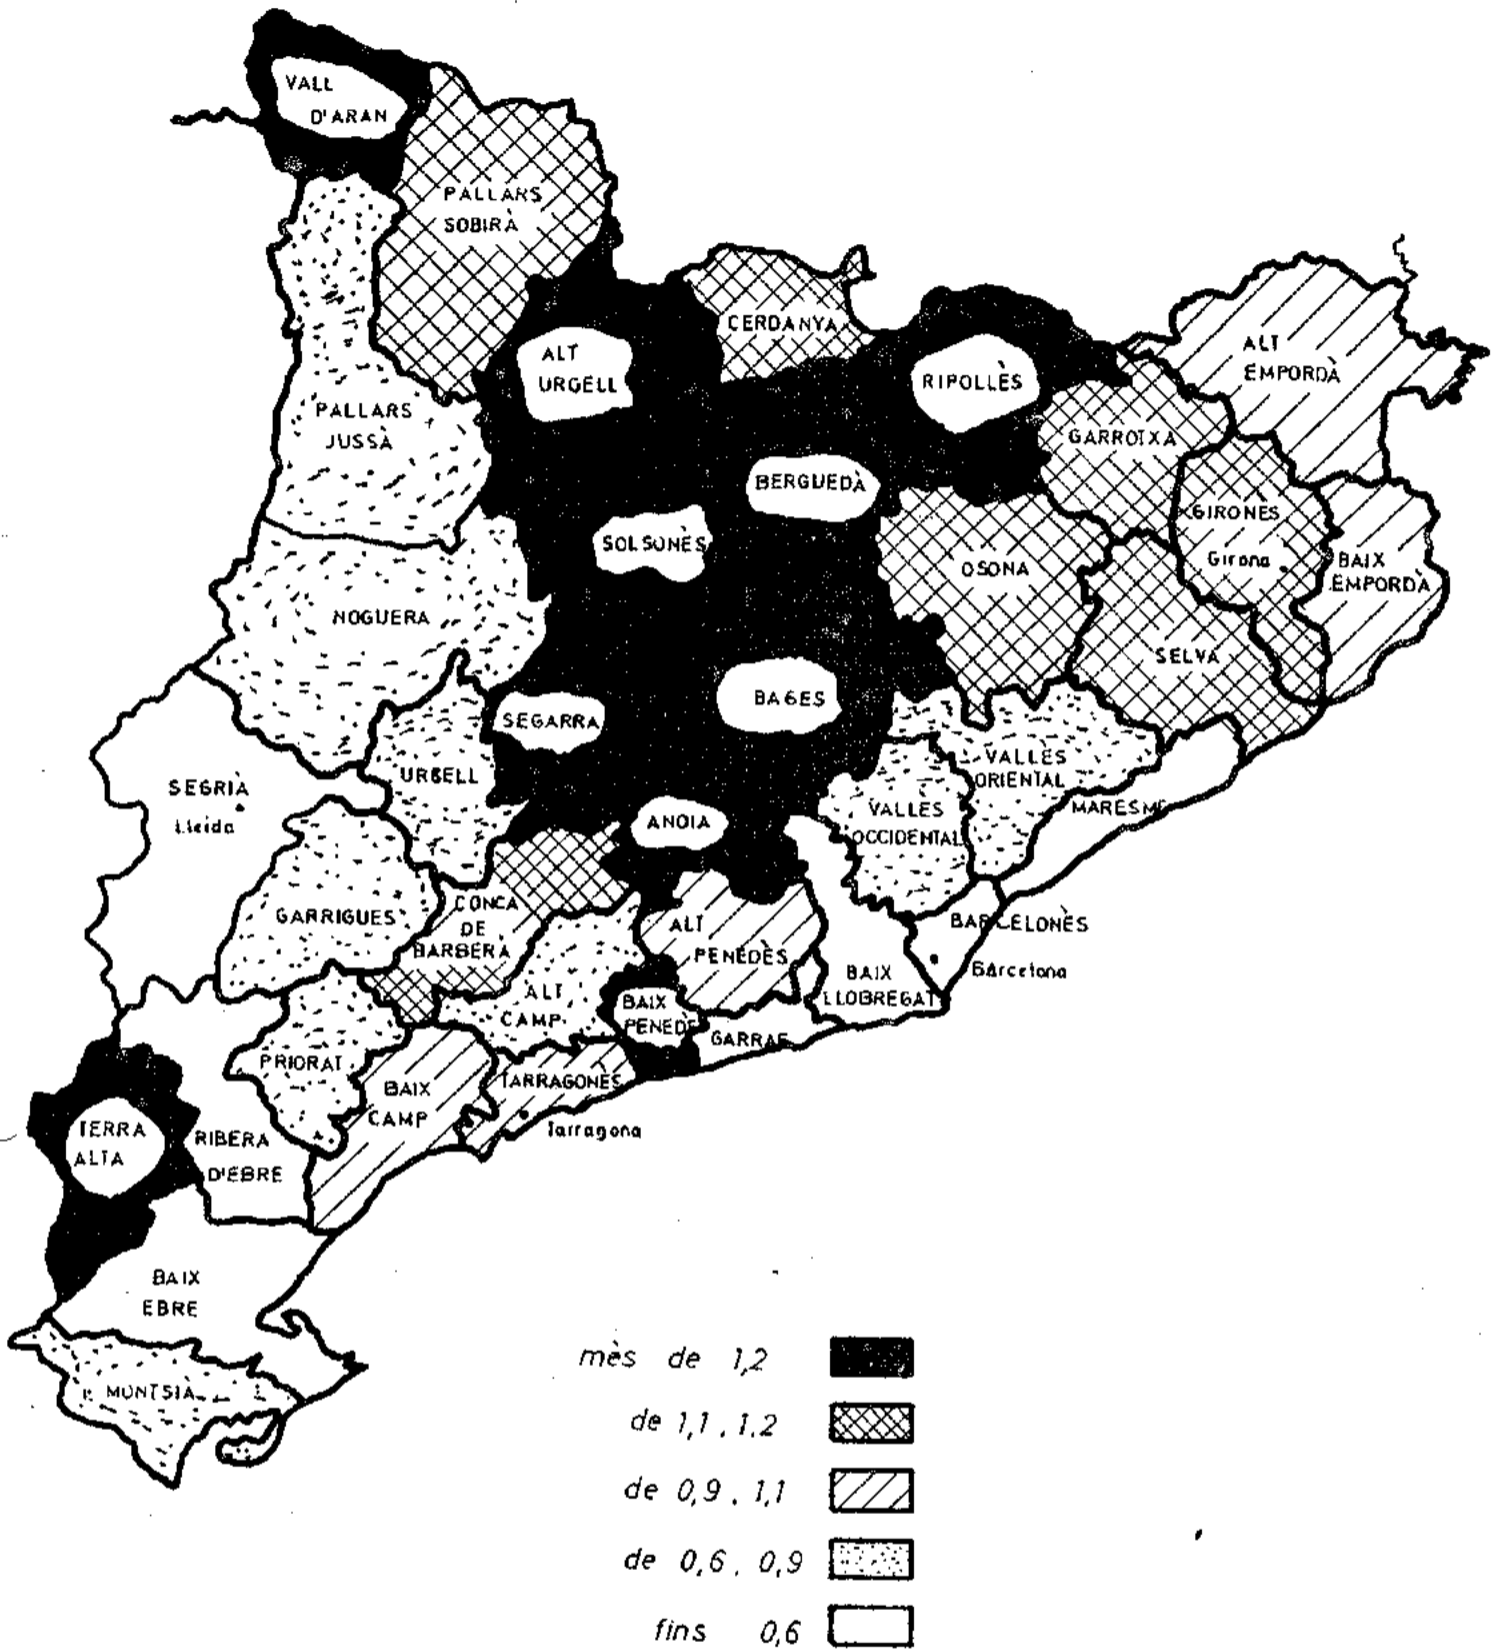 VALL
D'ARAN
PALLARS
SOBIRÀ
CERDANYA
ALT
URGELL
RIPOLLÈS
ALT
EMPORDÀ
PALLARS
JUSSÀ
GARROTXA
BERGUEDÀ
GIRONÈS
Girona
SOLSONÈS
OSONA
BAIX
EMPORDÀ
NOGUERA
SELVA
BAGES
SEGARRA
URGELL
VALLÈS
ORIENTAL
SEGRIÀ
Lleida
MARESME
VALLES
OCCIDENTAL
ANOIA
GARRIGUES
CONCA
DE
BARBERÀ
ALT
PENEDÈS
BARCELONÈS
Barcelona
BAIX
LLOBREGAT
ALT
CAMP
BAIX
PENEDÈ
GARRAF
PRIORAT
BAIX
CAMP
TARRAGONÈS
Tarragona
TERRA
ALTA
RIBERA
D'EBRE
BAIX
EBRE
MONTSIÀ
mès de 1,2
de 1,1 . 1.2
de 0,9 . 1,1
de 0,6 . 0,9
fins 0,6